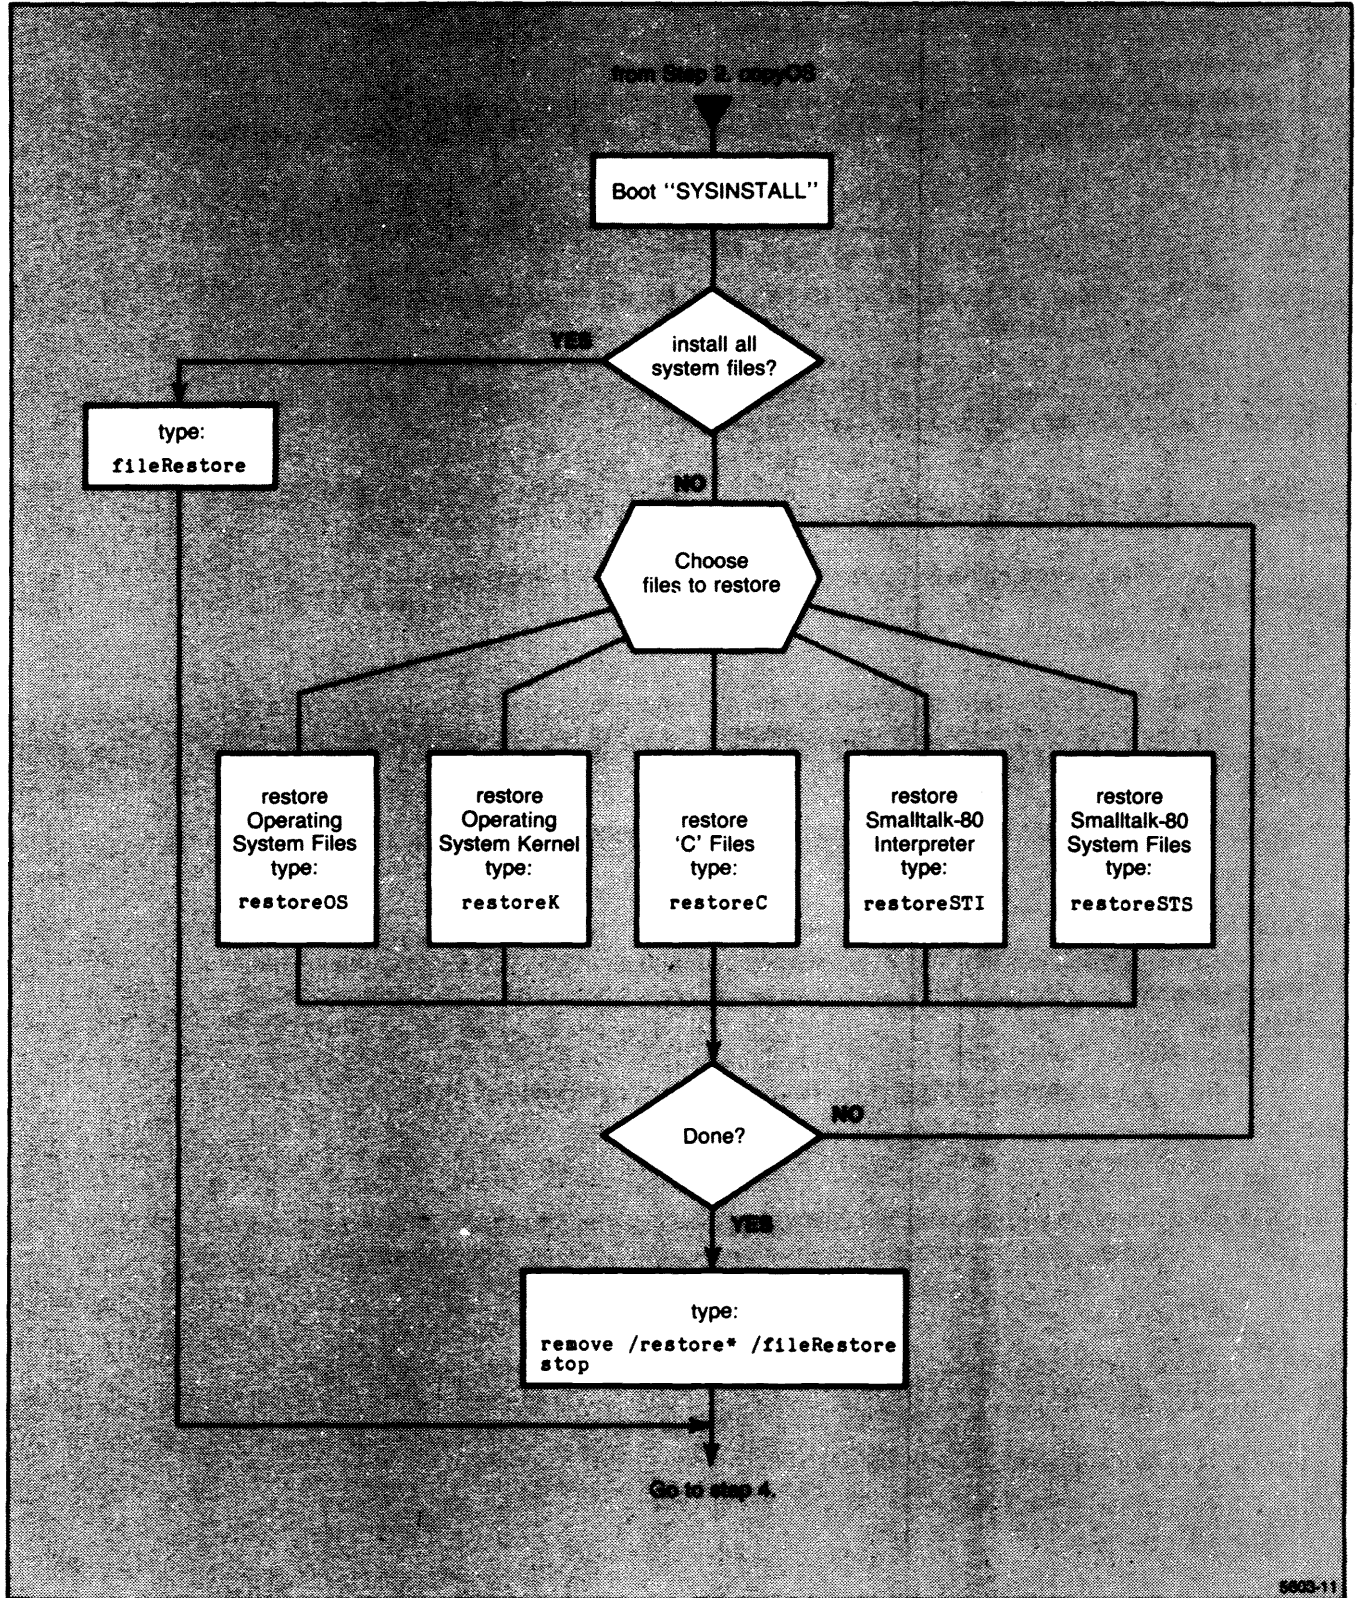 from Step 2. copyOS
Boot “SYSINSTALL”
install all
system files?
YES
type:
fileRestore
NO
Choose
files to restore
restore
Operating
System Files
type:
restoreOS
restore
Operating
System Kernel
type:
restoreK
restore
‘C’ Files
type:
restoreC
restore
Smalltalk-80
Interpreter
type:
restoreSTI
restore
Smalltalk-80
System Files
type:
restoreSTS
Done?
NO
YES
type:
remove /restore* /fileRestore
stop
Go to step 4.
5603-11